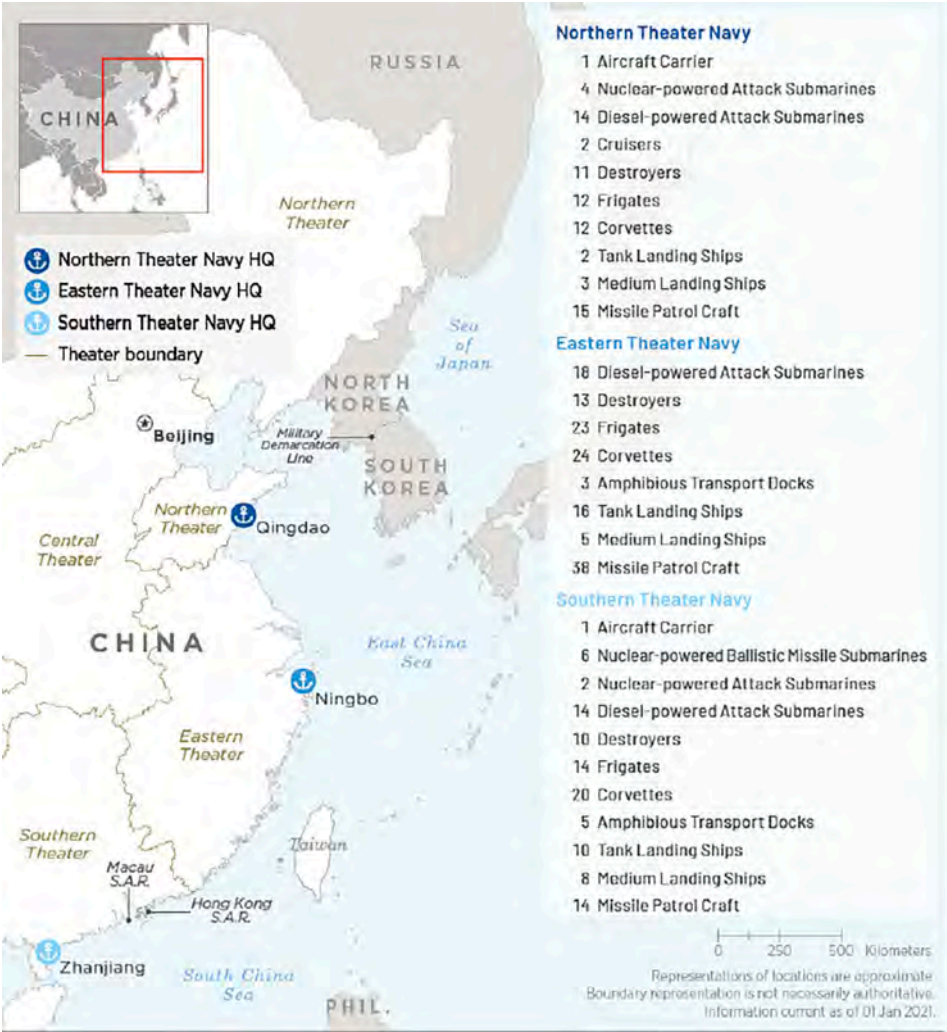 RUSSIA
CHINA
Northern
Theater
Northern Theater Navy HQ
Eastern Theater Navy HQ
Southern Theater Navy HQ
Theater boundary
Sea
of
Japan
NORTH
KOREA
Beijing
Military
Demarcation
Line
SOUTH
KOREA
Northern
Theater
Qingdao
Central
Theater
CHINA
East China
Sea
Ningbo
Eastern
Theater
Southern
Theater
Taiwan
Macau
S.A.R.
Hong Kong
S.A.R.
Zhanjiang
South China
Sea
PHIL.
Northern Theater Navy
1 Aircraft Carrier
4 Nuclear-powered Attack Submarines
14 Diesel-powered Attack Submarines
2 Cruisers
11 Destroyers
12 Frigates
12 Corvettes
2 Tank Landing Ships
3 Medium Landing Ships
15 Missile Patrol Craft
Eastern Theater Navy
18 Diesel-powered Attack Submarines
13 Destroyers
23 Frigates
24 Corvettes
3 Amphibious Transport Docks
16 Tank Landing Ships
5 Medium Landing Ships
38 Missile Patrol Craft
Southern Theater Navy
1 Aircraft Carrier
6 Nuclear-powered Ballistic Missile Submarines
2 Nuclear-powered Attack Submarines
14 Diesel-powered Attack Submarines
10 Destroyers
14 Frigates
20 Corvettes
5 Amphibious Transport Docks
10 Tank Landing Ships
8 Medium Landing Ships
14 Missile Patrol Craft
0 250 500 Kilometers
Representations of locations are approximate.
Boundary representation is not necessarily authoritative.
Information current as of 01 Jan 2021.